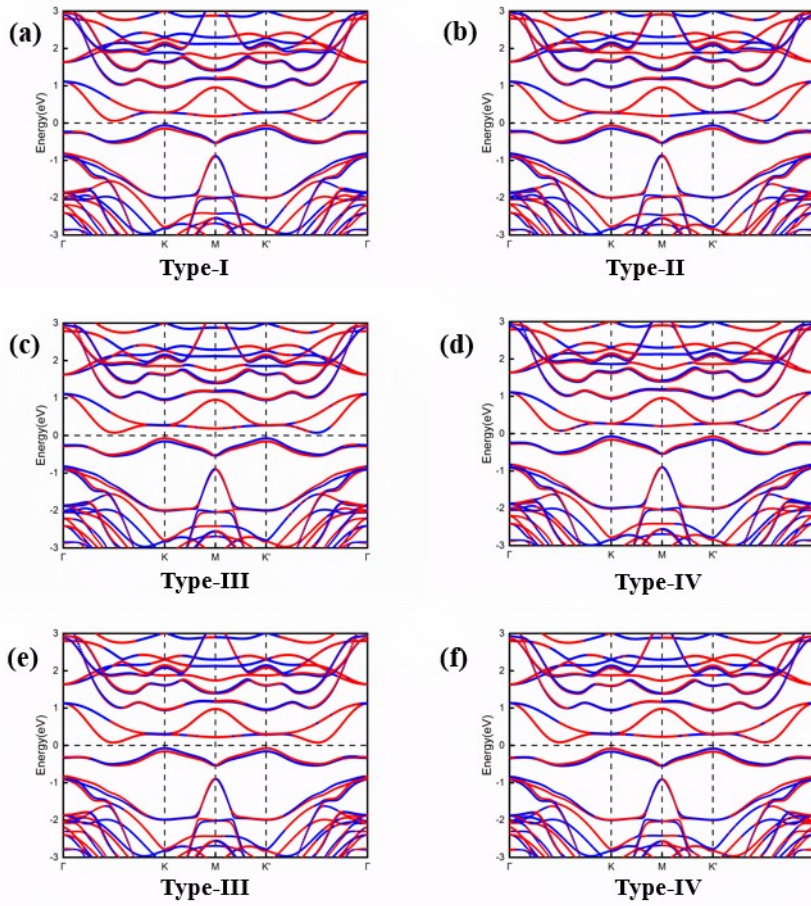 (a)
Energy(eV)
3
2
1
0
-1
-2
-3
Γ K M K' Γ
Type-I
(b)
Energy(eV)
3
2
1
0
-1
-2
-3
Γ K M K'
Type-II
(c)
Energy(eV)
3
2
1
0
-1
-2
-3
Γ K M K' Γ
Type-III
(d)
Energy(eV)
3
2
1
0
-1
-2
-3
Γ K M K'
Type-IV
(e)
Energy(eV)
3
2
1
0
-1
-2
-3
Γ K M K' Γ
Type-III
(f)
Energy(eV)
3
2
1
0
-1
-2
-3
Γ K M K'
Type-IV